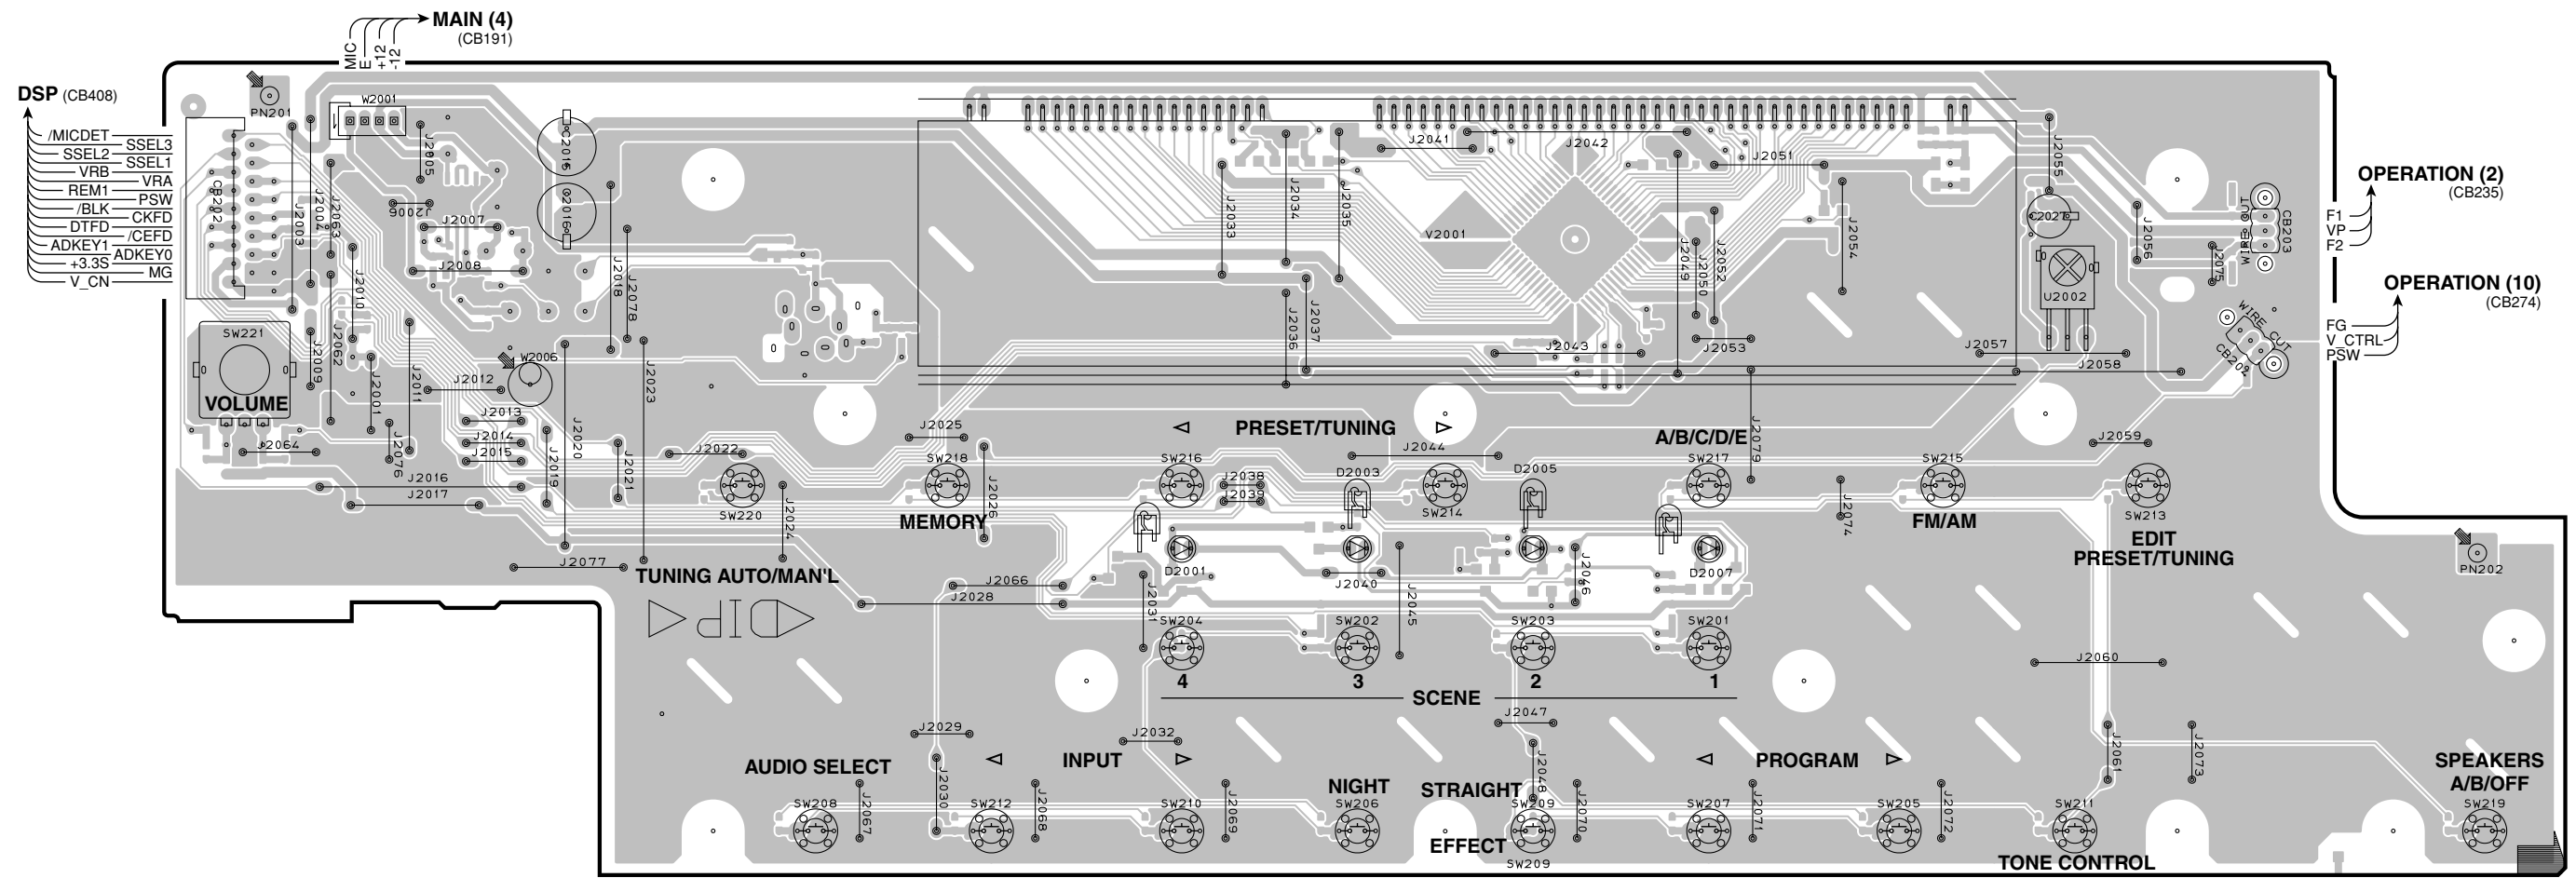 MAIN (4)
(CB191)
MIC
E
+12
-12
DSP (CB408)
/MICDET
SSEL3
SSEL2
SSEL1
VRB
VRA
REM1
PSW
/BLK
CKFD
DTFD
/CEFD
ADKEY1
ADKEY0
+3.3S
MG
V_CN
PN201
W2001
CB202
J2003
J2004
J2063
J2005
J2006
J2007
J2008
C2015
C2016
J2010
J2018
J2078
J2033
J2034
J2035
J2036
J2037
J2041
J2042
J2051
V2001
J2049
J2050
J2052
J2054
J2043
J2053
J2055
C2027
J2056
U2002
J2075
WIRE OUT
CB203
WIRE CUT
J2057
J2058
OPERATION (2)
(CB235)
F1
VP
F2
OPERATION (10)
(CB274)
FG
V_CTRL
PSW
SW221
VOLUME
J2009
J2062
J2001
J2011
W2006
J2012
J2013
J2014
J2015
J2064
J2076
J2016
J2017
J2019
J2020
J2021
J2023
J2022
J2025
J2024
J2026
J2077
SW220
TUNING AUTO/MAN'L
SW218
MEMORY
◁ PRESET/TUNING ▷
SW216
J2038
J2039
D2003
J2044
SW214
D2005
A/B/C/D/E
SW217
J2079
J2074
SW215
FM/AM
J2059
SW213
EDIT
PRESET/TUNING
PN202
D2001
J2066
J2028
J2031
J2040
J2045
J2046
D2007
SW204
SW202
SW203
SW201
4
3
2
1
SCENE
J2060
J2029
J2032
J2047
J2030
J2048
J2061
J2073
AUDIO SELECT
◁ INPUT ▷
NIGHT
STRAIGHT
EFFECT
◁ PROGRAM ▷
TONE CONTROL
SPEAKERS
A/B/OFF
SW208
J2067
SW212
J2068
SW210
J2069
SW206
SW209
J2070
SW207
J2071
SW205
J2072
SW211
SW219
SW209